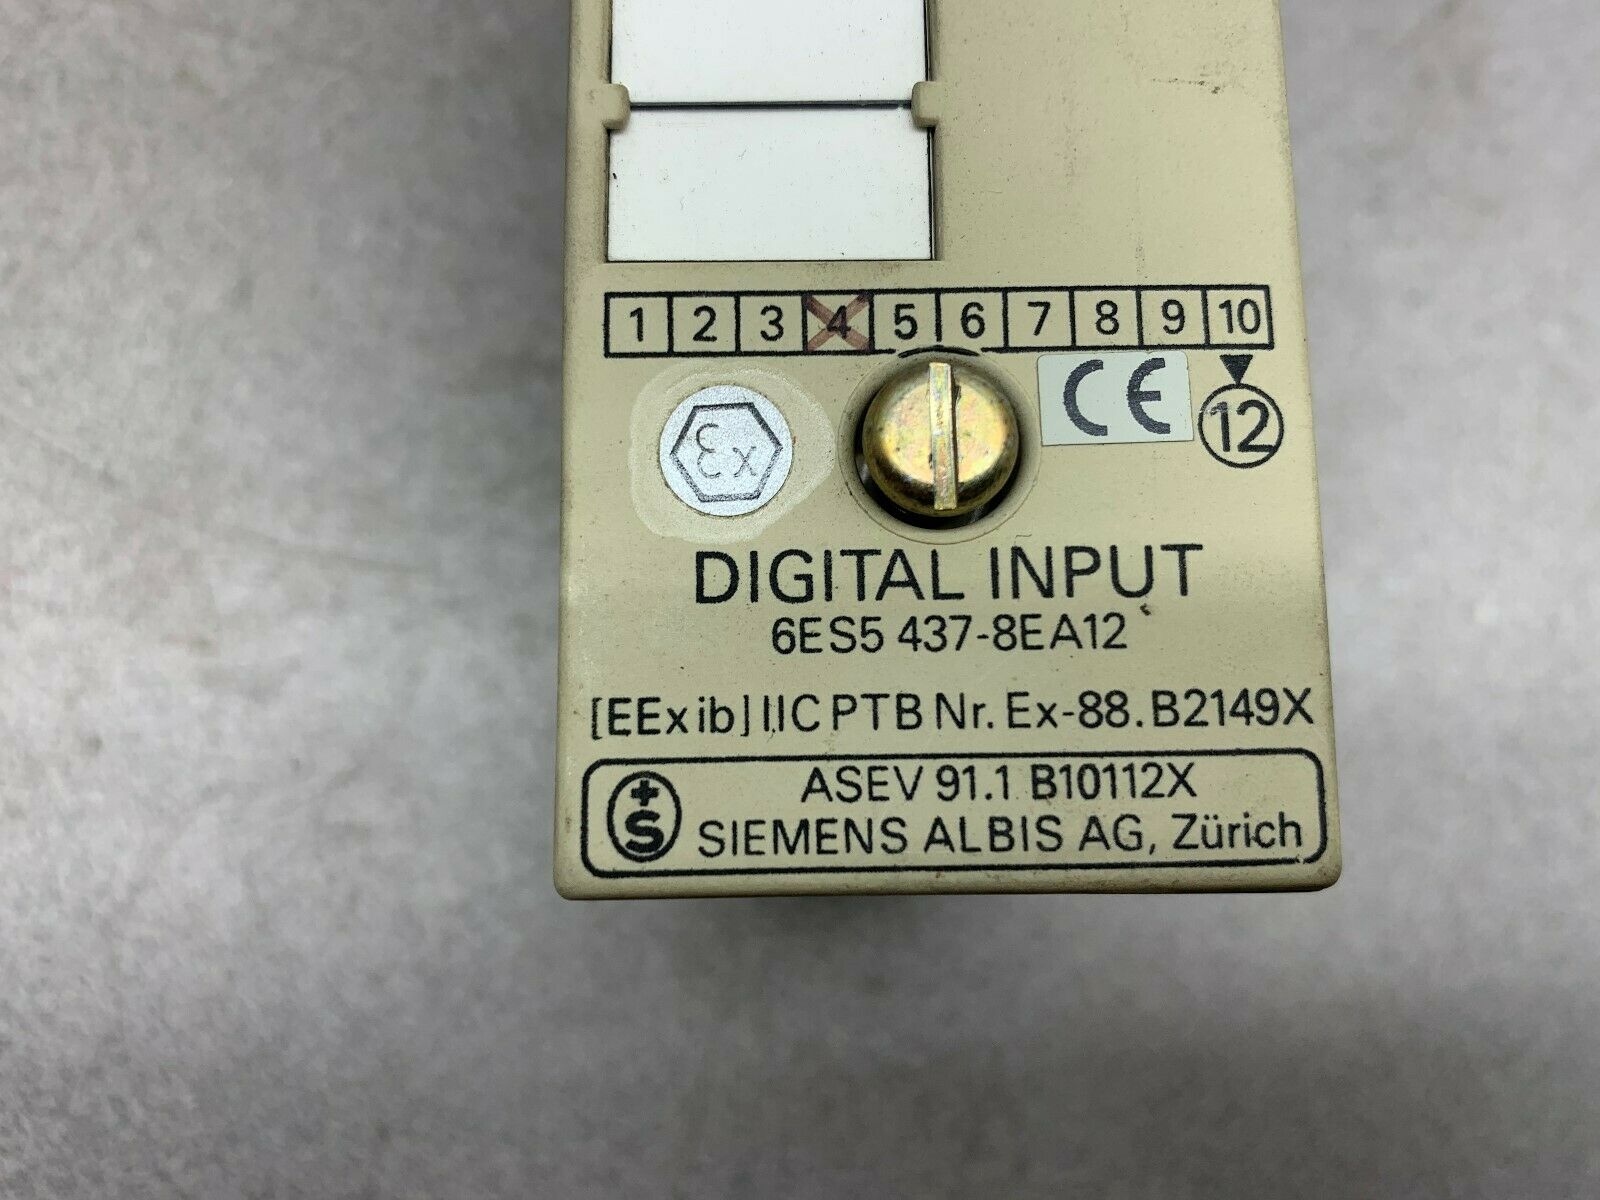 1 2 3 4 5 6 7 8 9 10
εx CE 12
DIGITAL INPUT
6ES5 437-8EA12
[EEx ib] IIC PTB Nr. Ex-88.B2149X
+S ASEV 91.1 B10112X
SIEMENS ALBIS AG, Zürich